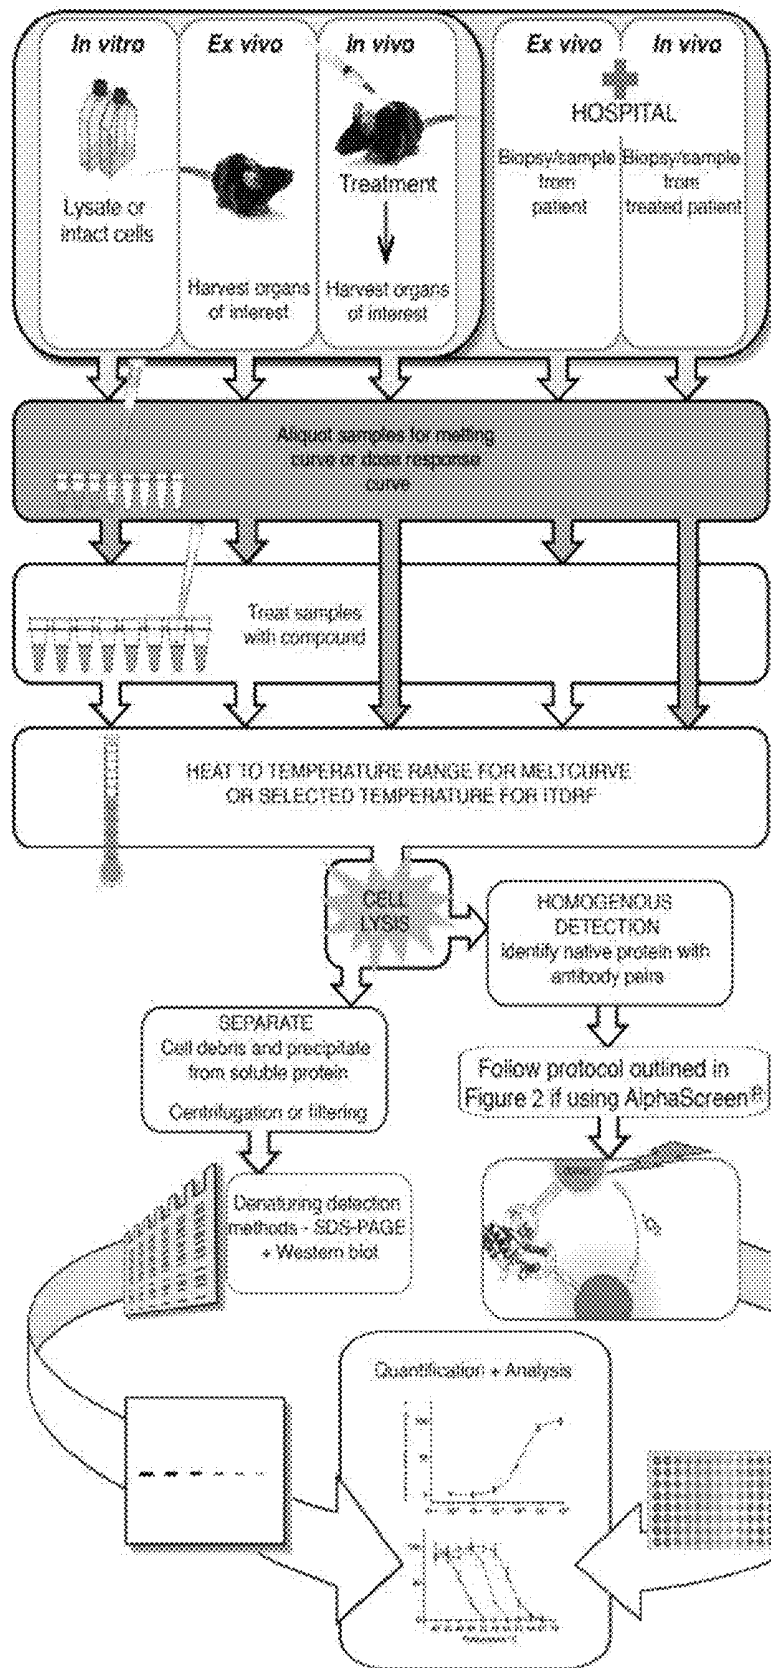 In vitro
Ex vivo
In vivo
Ex vivo
In vivo
HOSPITAL
Lysate or
intact cells
Harvest organs
of interest
Treatment
Harvest organs
of interest
Biopsy/sample
from
patient
Biopsy/sample
from
treated patient
Aliquot samples for melting
curve or dose response
curve
Treat samples
with compound
HEAT TO TEMPERATURE RANGE FOR MELTCURVE
OR SELECTED TEMPERATURE FOR ITDRF
CELL
LYSIS
HOMOGENOUS
DETECTION
Identify native protein with
antibody pairs
SEPARATE
Cell debris and precipitate
from soluble protein
Centrifugation or filtering
Follow protocol outlined in
Figure 2 if using AlphaScreen®
Denaturing detection
methods - SDS-PAGE
+ Western blot
Quantification + Analysis